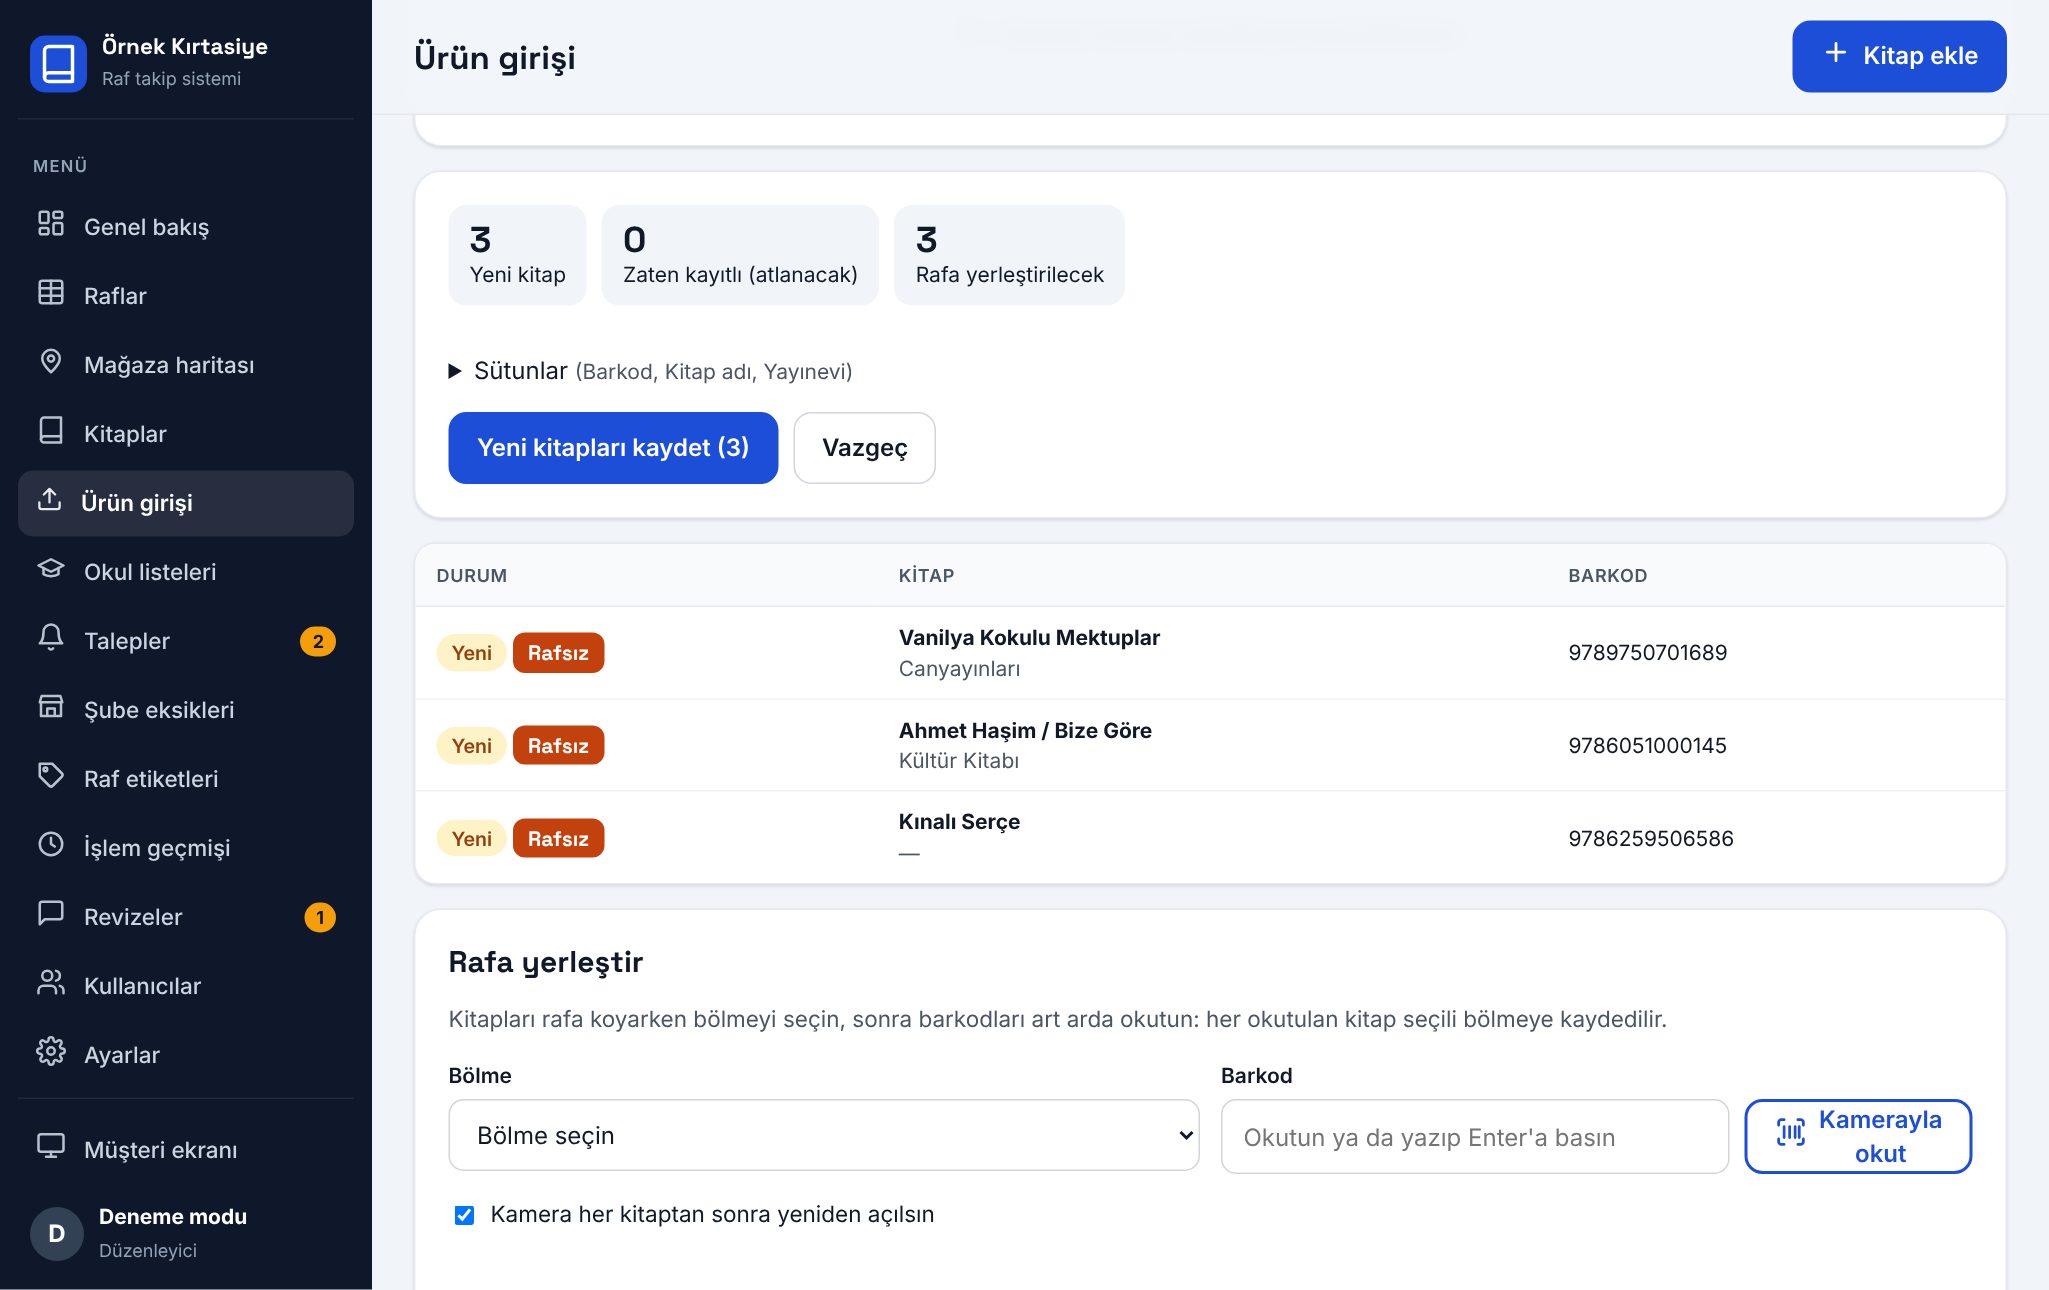 Örnek Kırtasiye
Raf takip sistemi
MENÜ
Genel bakış
Raflar
Mağaza haritası
Kitaplar
Ürün girişi
Okul listeleri
Talepler 2
Şube eksikleri
Raf etiketleri
İşlem geçmişi
Revizeler 1
Kullanıcılar
Ayarlar
Müşteri ekranı
D
Deneme modu
Düzenleyici
Ürün girişi
+ Kitap ekle
3
Yeni kitap
0
Zaten kayıtlı (atlanacak)
3
Rafa yerleştirilecek
Sütunlar (Barkod, Kitap adı, Yayınevi)
Yeni kitapları kaydet (3)
Vazgeç
DURUM KİTAP BARKOD
Yeni Rafsız Vanilya Kokulu Mektuplar 9789750701689
Canyayınları
Yeni Rafsız Ahmet Haşim / Bize Göre 9786051000145
Kültür Kitabı
Yeni Rafsız Kınalı Serçe 9786259506586
—
Rafa yerleştir
Kitapları rafa koyarken bölmeyi seçin, sonra barkodları art arda okutun: her okutulan kitap seçili bölmeye kaydedilir.
Bölme
Bölme seçin
Barkod
Okutun ya da yazıp Enter'a basın
Kamerayla
okut
Kamera her kitaptan sonra yeniden açılsın